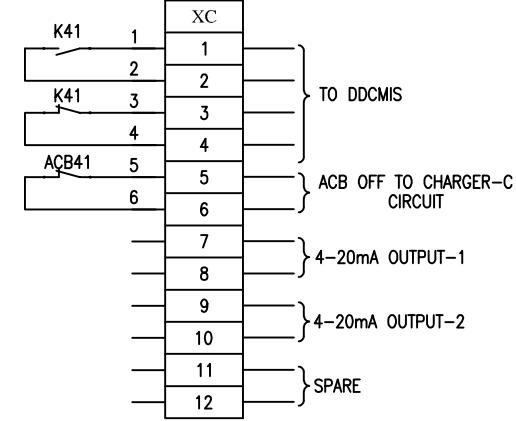 XC
K41 1 1
2 2
K41 3 3
4 4
TO DDCMIS
ACB41 5 5
6 6
ACB OFF TO CHARGER-C
CIRCUIT
7
8
4-20mA OUTPUT-1
9
10
4-20mA OUTPUT-2
11
12
SPARE